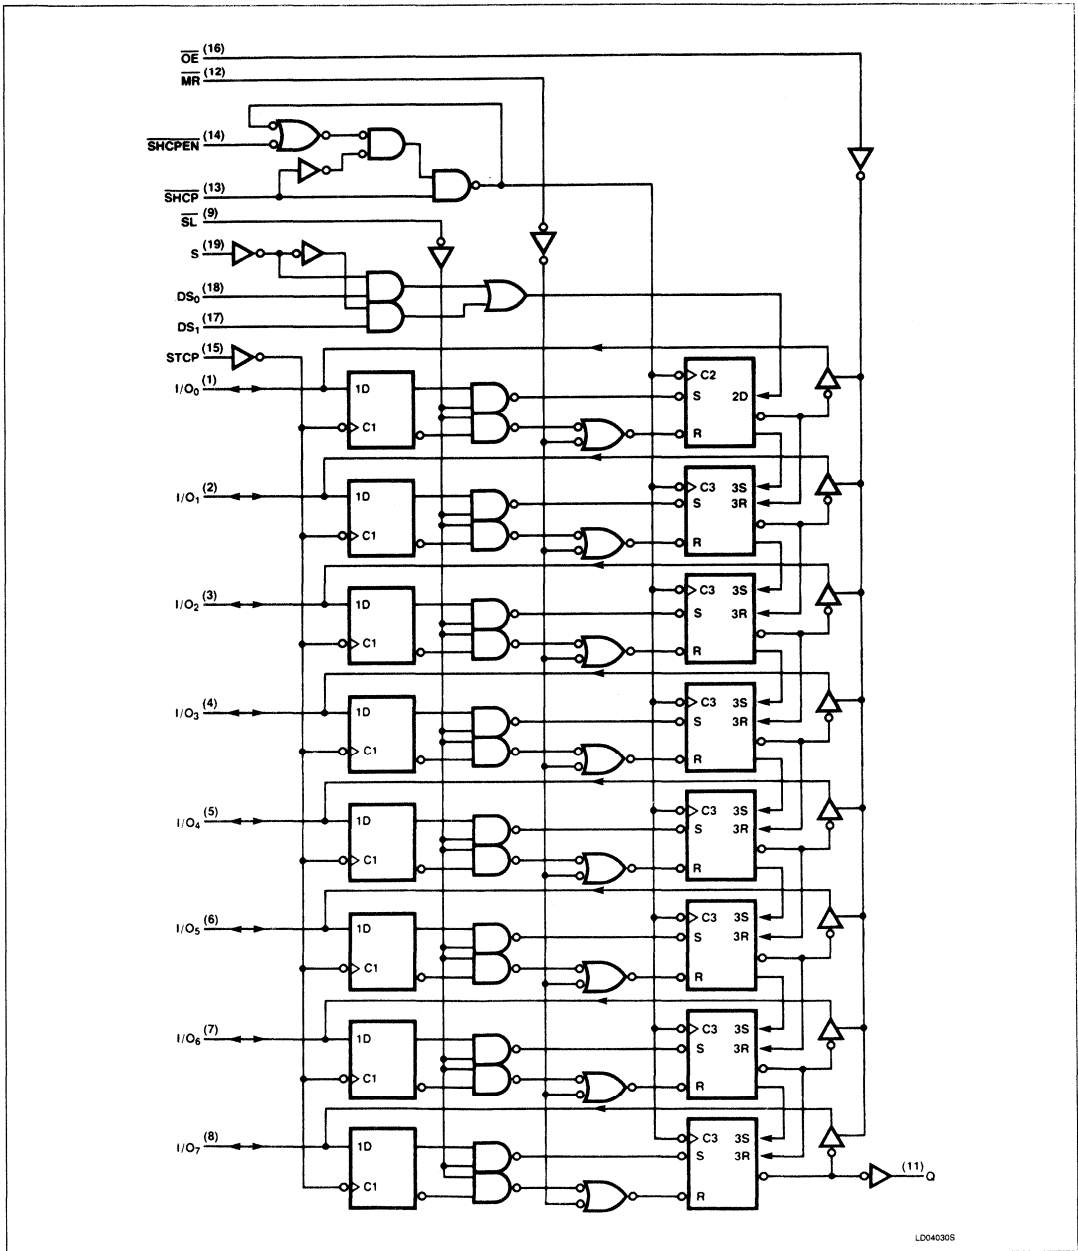 OE (16)
MR (12)
SHCPEN (14)
SHCP (13)
SL (9)
S (19)
DS0 (18)
DS1 (17)
STCP (15)
I/O0 (1)
1D
C1
C2
S
2D
R
I/O1 (2)
1D
C1
C3 3S
S 3R
R
I/O2 (3)
1D
C1
C3 3S
S 3R
R
I/O3 (4)
1D
C1
C3 3S
S 3R
R
I/O4 (5)
1D
C1
C3 3S
S 3R
R
I/O5 (6)
1D
C1
C3 3S
S 3R
R
I/O6 (7)
1D
C1
C3 3S
S 3R
R
I/O7 (8)
1D
C1
C3 3S
S 3R
R
(11) Q
LD04030S